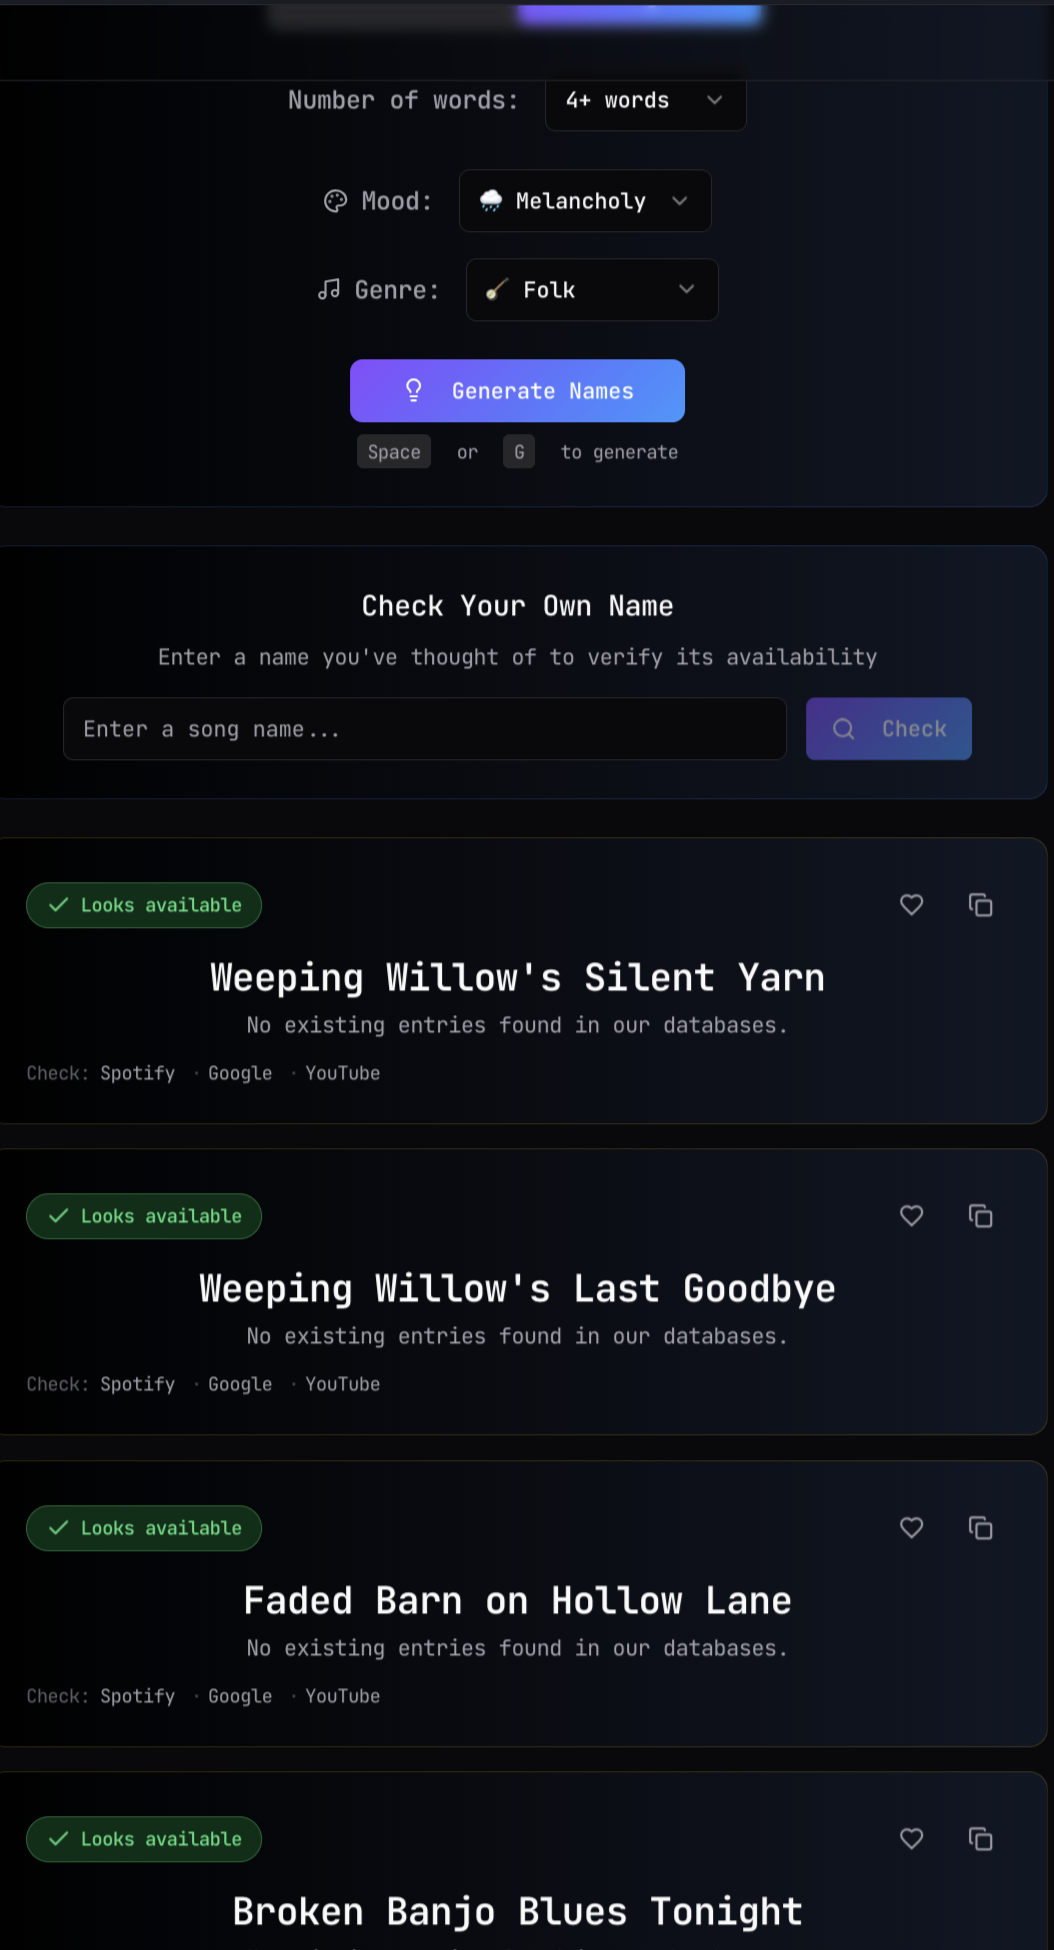 Number of words: 4+ words
Mood: Melancholy
Genre: Folk
Generate Names
Space or G to generate
Check Your Own Name
Enter a name you've thought of to verify its availability
Enter a song name... Check
Looks available
Weeping Willow's Silent Yarn
No existing entries found in our databases.
Check: Spotify · Google · YouTube
Looks available
Weeping Willow's Last Goodbye
No existing entries found in our databases.
Check: Spotify · Google · YouTube
Looks available
Faded Barn on Hollow Lane
No existing entries found in our databases.
Check: Spotify · Google · YouTube
Looks available
Broken Banjo Blues Tonight